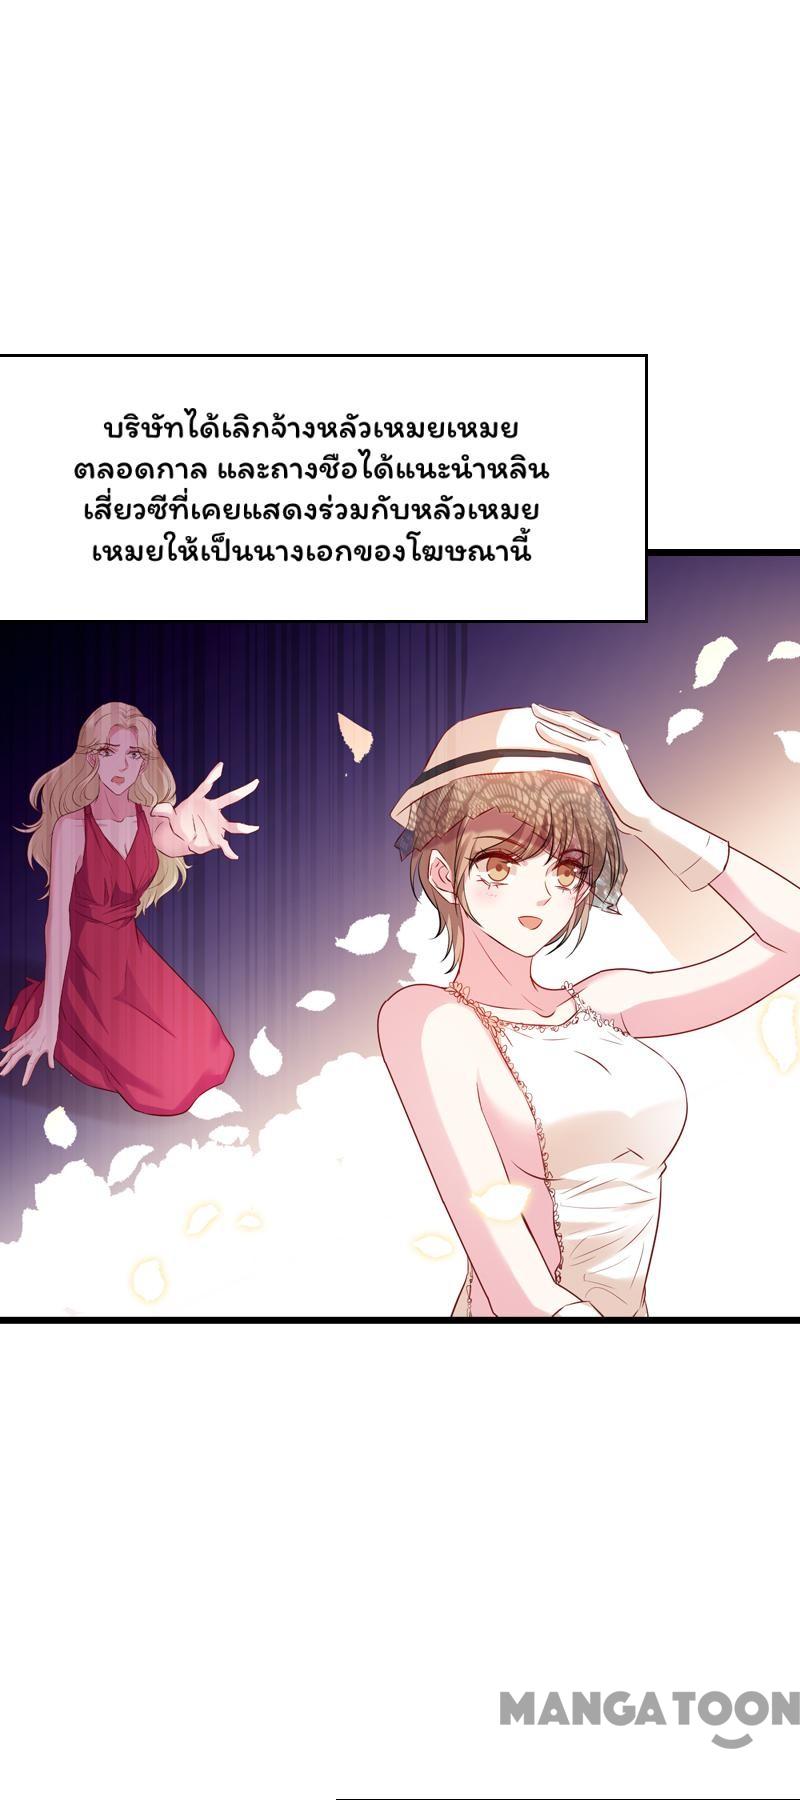 บริษัทได้เลิกจ้างหลัวเหมยเหมย
ตลอดกาล และถางซือได้แนะนำหลิน
เสี่ยวซีที่เคยแสดงร่วมกับหลัวเหมย
เหมยให้เป็นนางเอกของโฆษณานี้
MANGA TOON